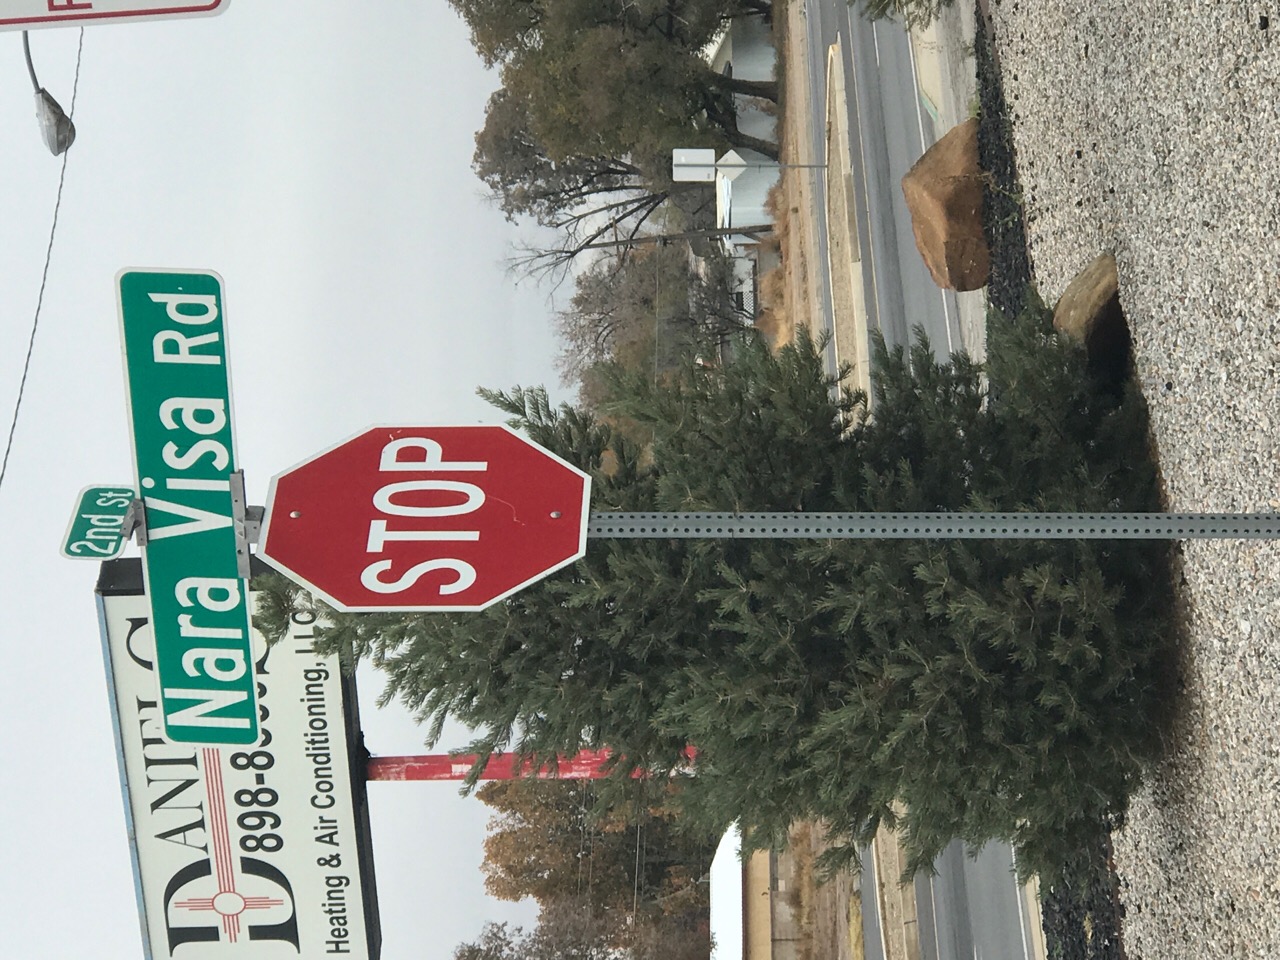 2nd st
Nara Visa Rd
STOP
898-8
Heating & Air Conditioning, LLC